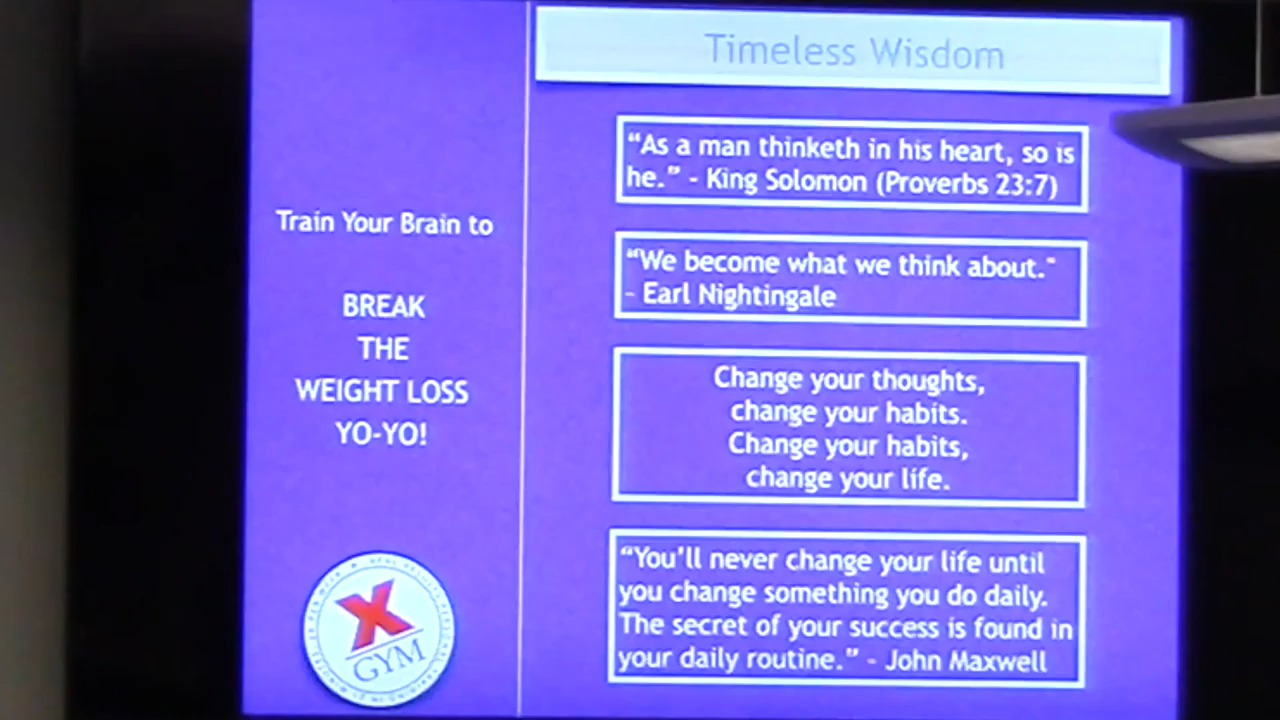 Timeless Wisdom
Train Your Brain to
BREAK
THE
WEIGHT LOSS
YO-YO!
X
GYM
“As a man thinketh in his heart, so is
he.” - King Solomon (Proverbs 23:7)
“We become what we think about."
- Earl Nightingale
Change your thoughts,
change your habits.
Change your habits,
change your life.
“You’ll never change your life until
you change something you do daily.
The secret of your success is found in
your daily routine.” - John Maxwell